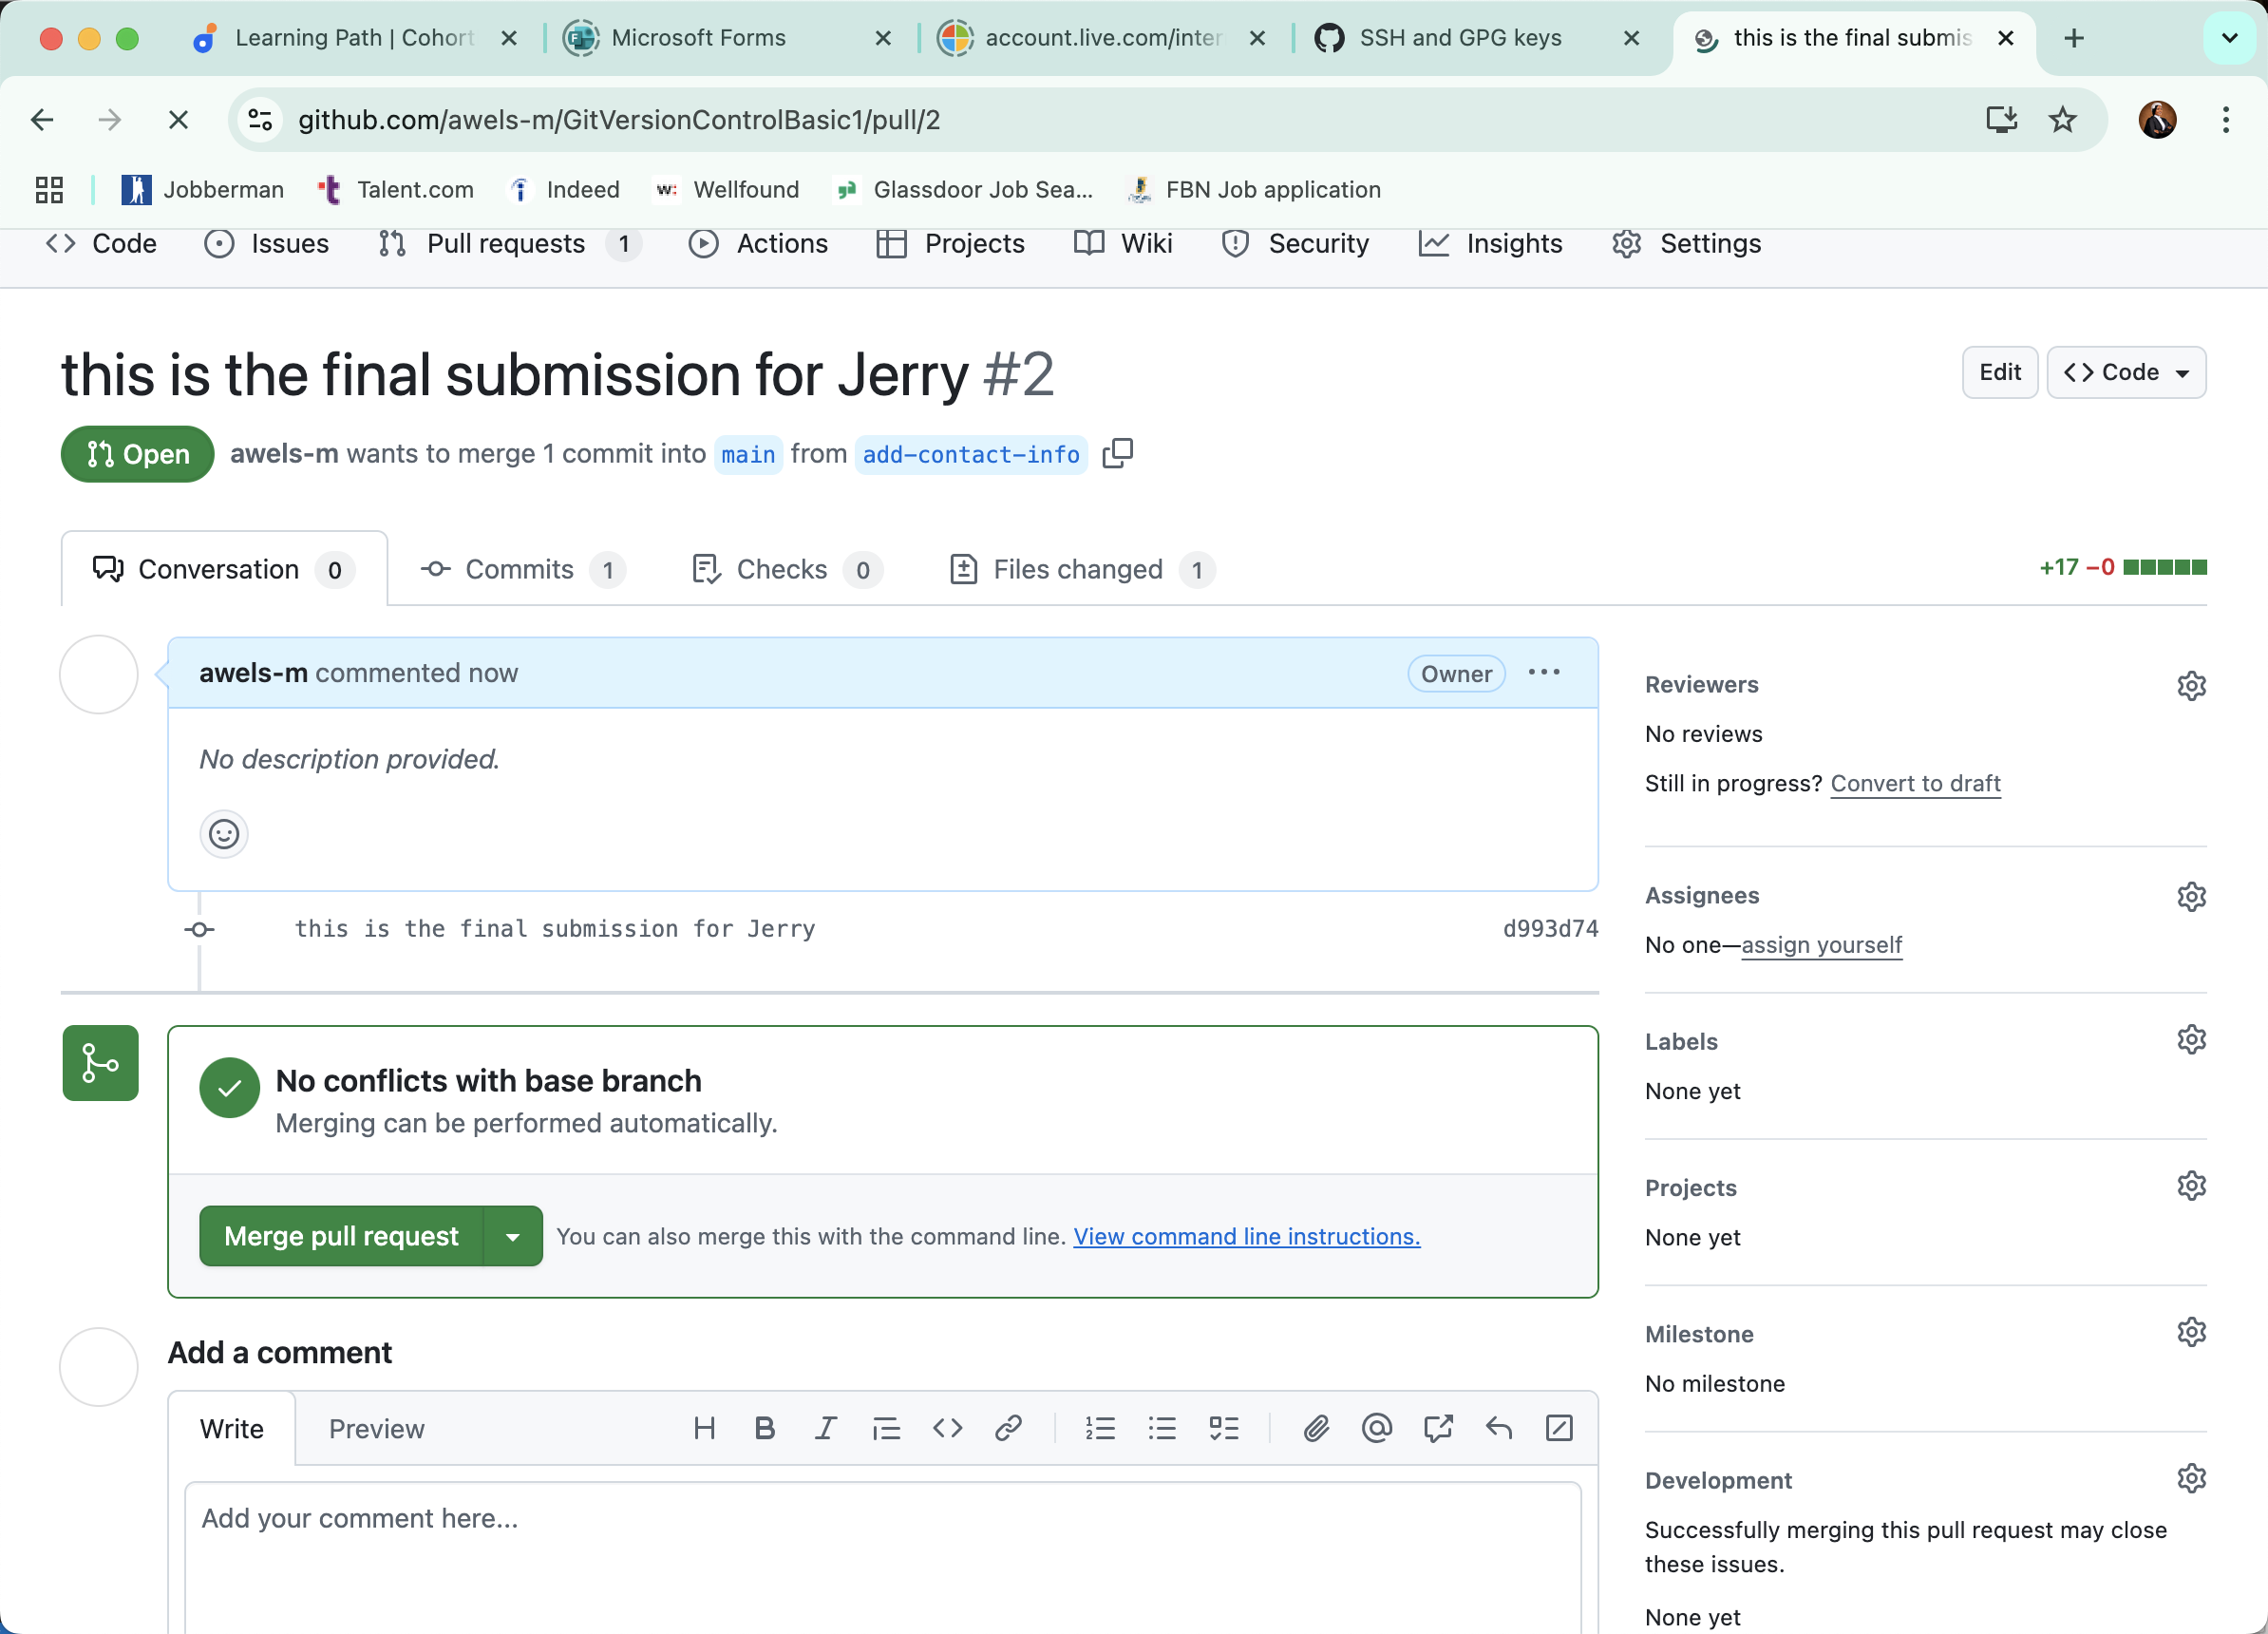 Learning Path | Cohort
Microsoft Forms
account.live.com/inter
SSH and GPG keys
this is the final submis
github.com/awels-m/GitVersionControlBasic1/pull/2
Jobberman
Talent.com
Indeed
Wellfound
Glassdoor Job Sea...
FBN Job application
Code
Issues
Pull requests 1
Actions
Projects
Wiki
Security
Insights
Settings
this is the final submission for Jerry #2
Edit
Code
Open
awels-m wants to merge 1 commit into main from add-contact-info
Conversation 0
Commits 1
Checks 0
Files changed 1
+17 −0
awels-m commented now
Owner
No description provided.
this is the final submission for Jerry
d993d74
No conflicts with base branch
Merging can be performed automatically.
Merge pull request
You can also merge this with the command line. View command line instructions.
Add a comment
Write
Preview
Add your comment here...
Reviewers
No reviews
Still in progress? Convert to draft
Assignees
No one—assign yourself
Labels
None yet
Projects
None yet
Milestone
No milestone
Development
Successfully merging this pull request may close
these issues.
None yet